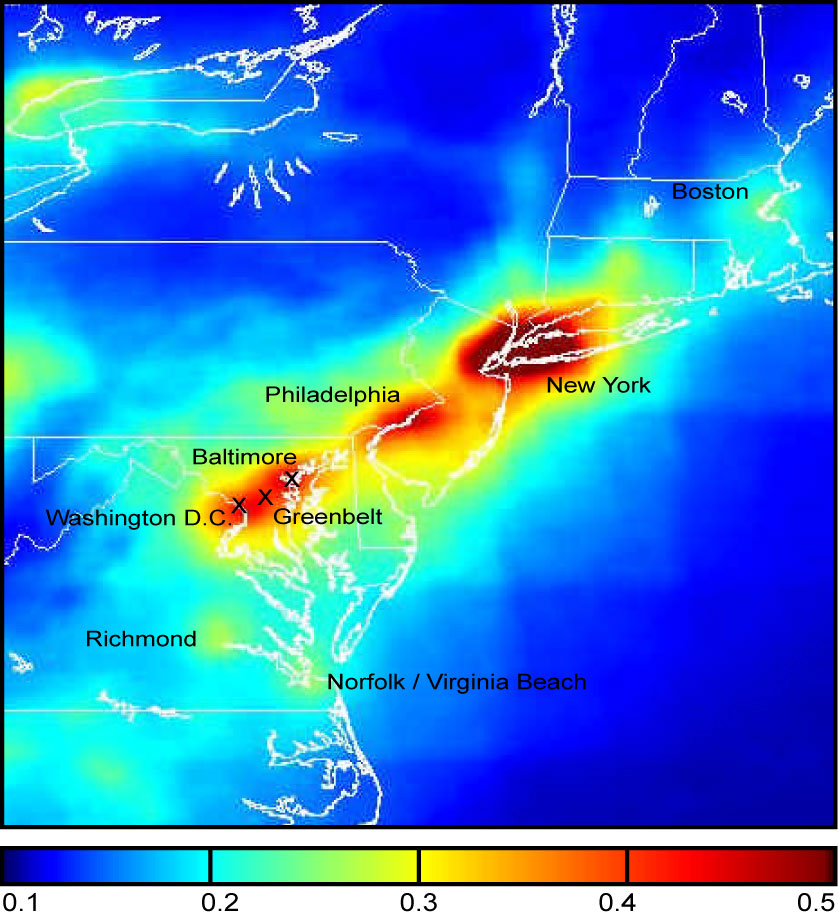 Boston
New York
Philadelphia
Baltimore
X
X
X
Washington D.C.
Greenbelt
Richmond
Norfolk / Virginia Beach
0.1 0.2 0.3 0.4 0.5